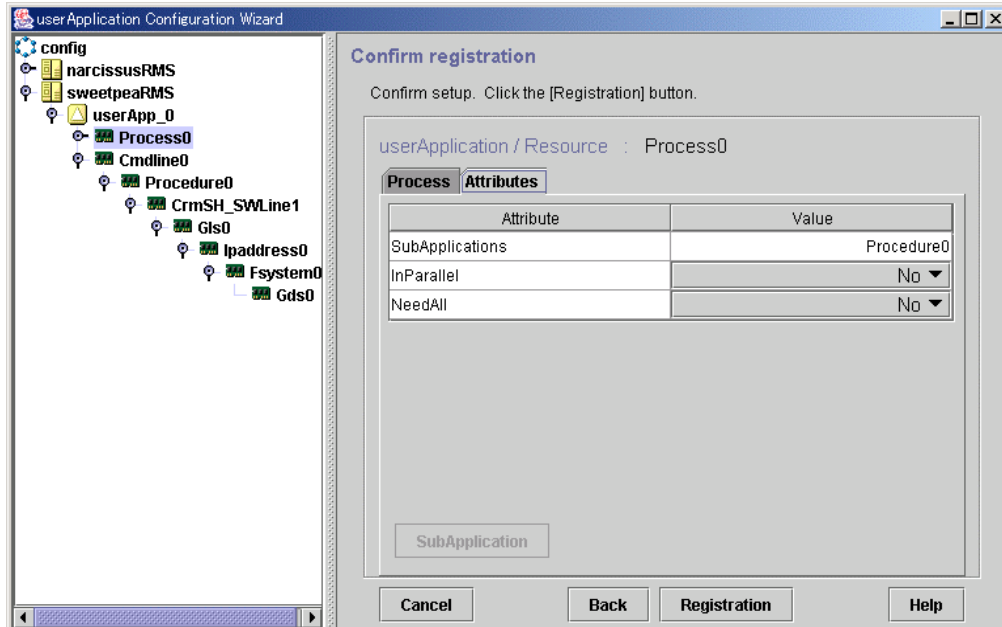 userApplication Configuration Wizard
config
narcissusRMS
sweetpeaRMS
userApp_0
Process0
Cmdline0
Procedure0
CrmSH_SWLine1
Gls0
Ipaddress0
Fsystem0
Gds0
Confirm registration
Confirm setup. Click the [Registration] button.
userApplication / Resource : Process0
Process Attributes
Attribute Value
SubApplications Procedure0
InParallel No
NeedAll No
SubApplication
Cancel Back Registration Help